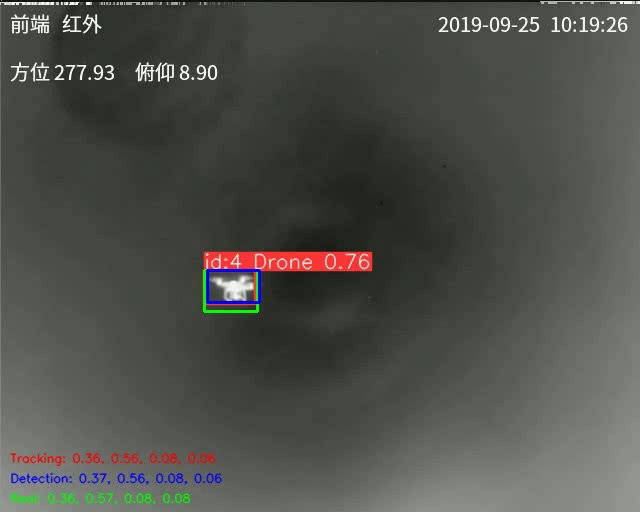 前端 红外 2019-09-25 10:19:26
方位 277.93 俯仰 8.90
id:4 Drone 0.76
Tracking: 0.36, 0.56, 0.08, 0.06
Detection: 0.37, 0.56, 0.08, 0.06
0.36, 0.57, 0.08, 0.08